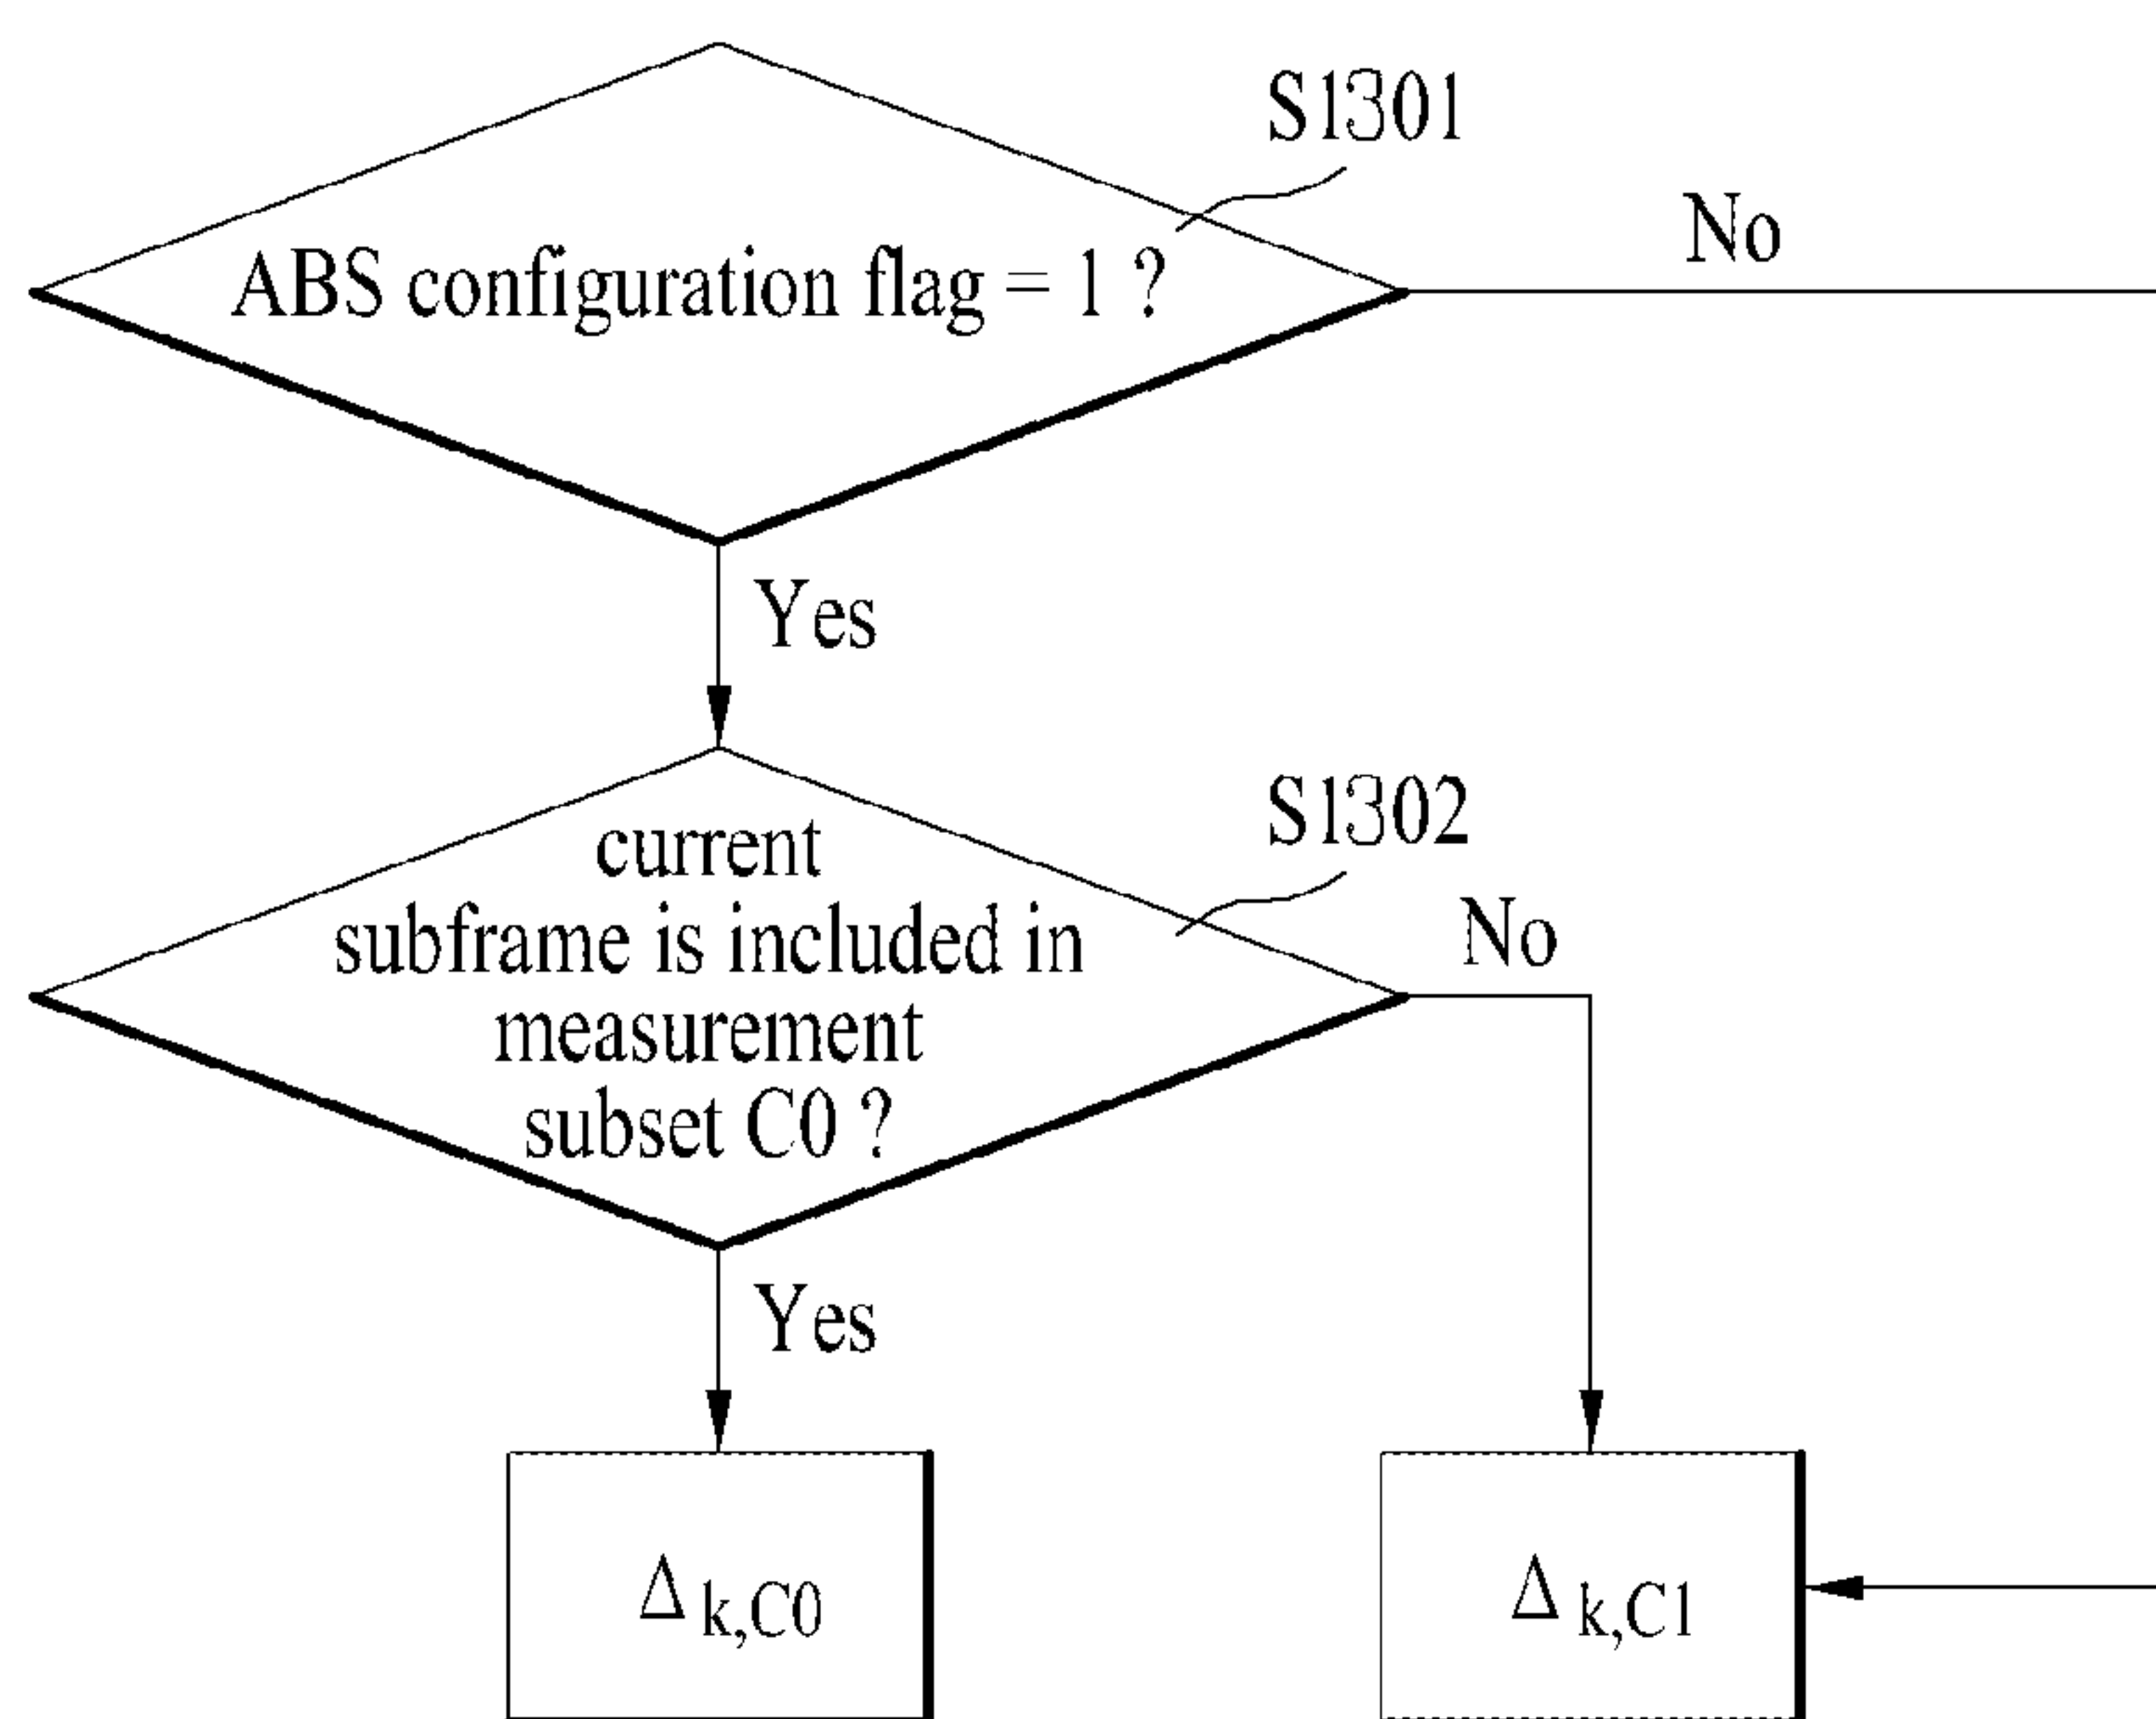 S1301
ABS configuration flag = 1 ?
No
Yes
S1302
current
subframe is included in
measurement
subset C0 ?
No
Yes
Δ k,C0
Δ k,C1